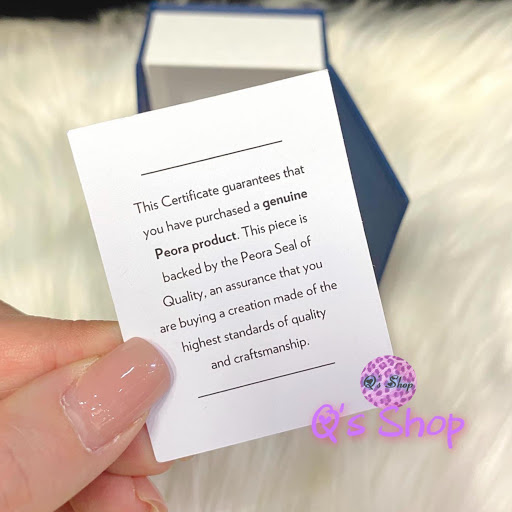 This Certificate guarantees that
you have purchased a genuine
Peora product. This piece is
backed by the Peora Seal of
Quality, an assurance that you
are buying a creation made of the
highest standards of quality
and craftsmanship.
Q's Shop
Q's Shop